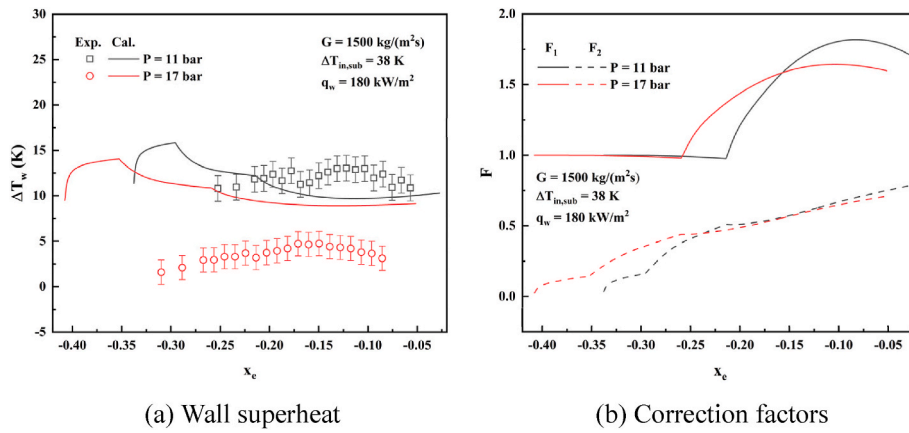 30
25
20
15
10
5
0
-5
ΔT_w (K)
Exp. Cal.
P = 11 bar
P = 17 bar
G = 1500 kg/(m²s)
ΔT_in,sub = 38 K
q_w = 180 kW/m²
-0.40 -0.35 -0.30 -0.25 -0.20 -0.15 -0.10 -0.05
x_e
(a) Wall superheat
2.0
1.5
1.0
0.5
0.0
F
F₁ F₂
P = 11 bar
P = 17 bar
G = 1500 kg/(m²s)
ΔT_in,sub = 38 K
q_w = 180 kW/m²
-0.40 -0.35 -0.30 -0.25 -0.20 -0.15 -0.10 -0.05
x_e
(b) Correction factors